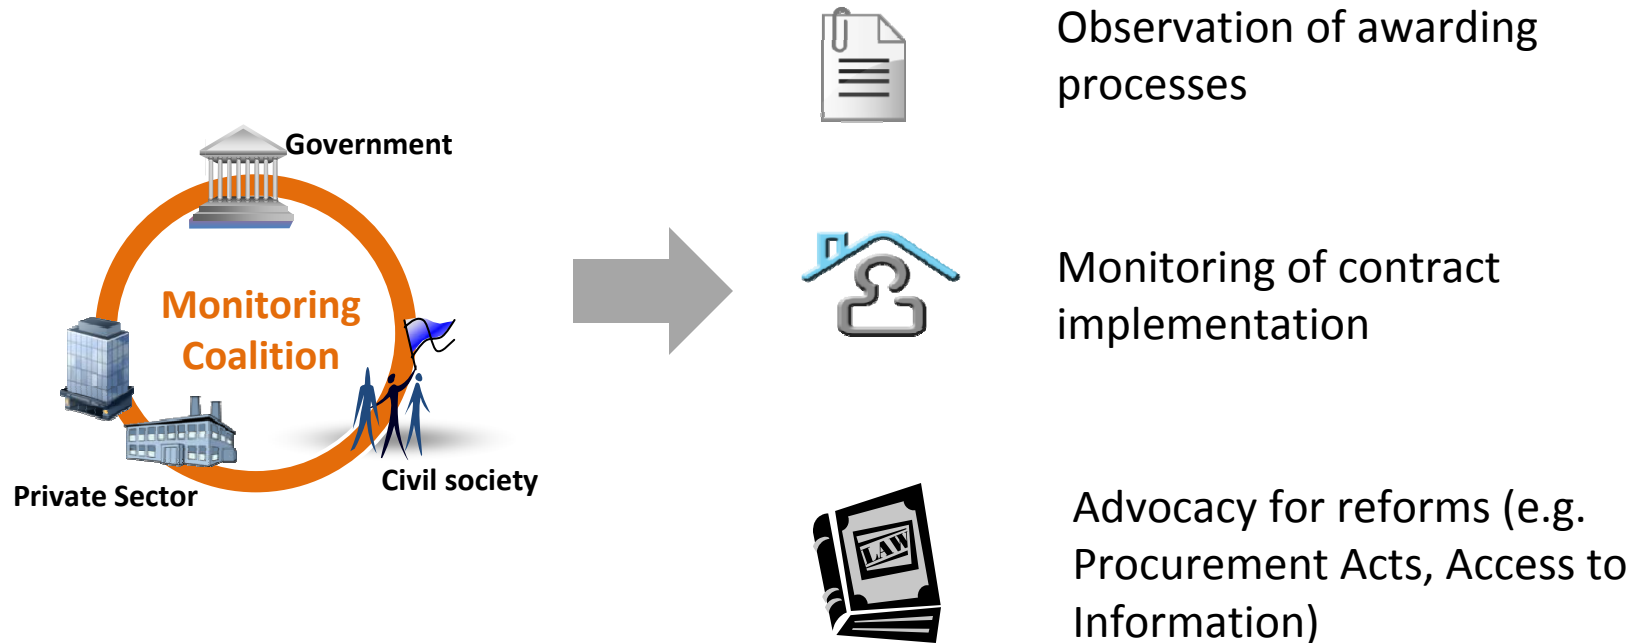 Government
Monitoring
Coalition
Private Sector
Civil society
Observation of awarding
processes
Monitoring of contract
implementation
LAW
Advocacy for reforms (e.g.
Procurement Acts, Access to
Information)